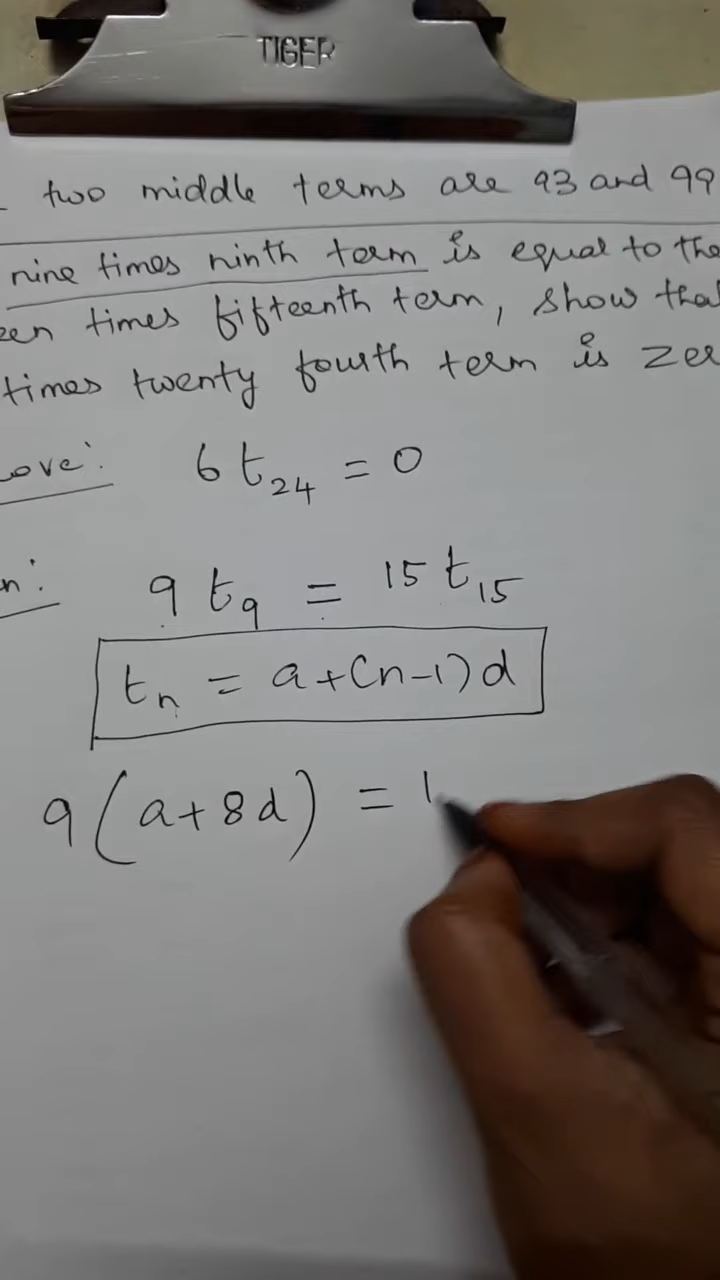 TIGER
two middle terms are 93 and 99
nine times ninth term is equal to the
times fifteenth term, show that
times twenty fourth term is
6 t₂₄ = 0
9 t₉ = 15 t₁₅
tₙ = a+(n-1)d
9(a+8d) = 1